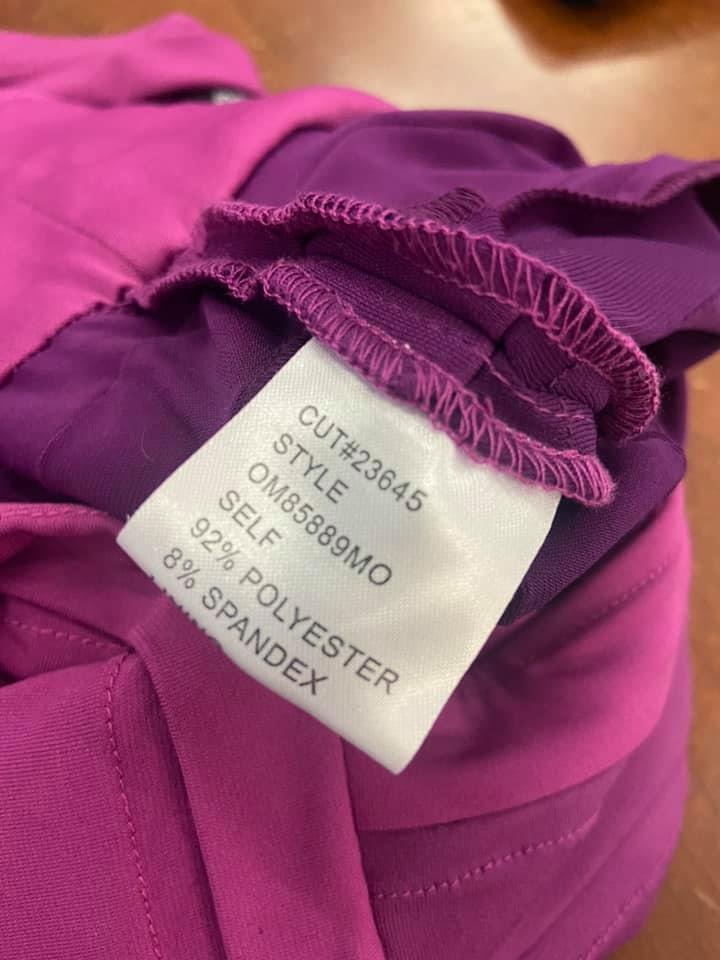 CUT#23645
STYLE
OM85889MO
SELF
92% POLYESTER
8% SPANDEX